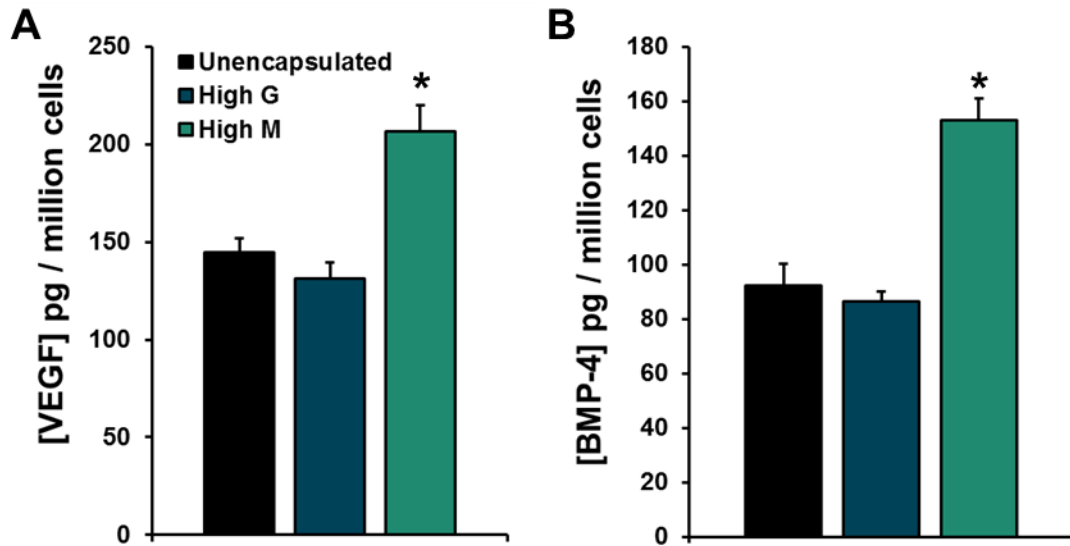 A
[VEGF] pg / million cells
250
200
150
100
50
0
Unencapsulated
High G
High M
*
B
[BMP-4] pg / million cells
180
160
140
120
100
80
60
40
20
0
*